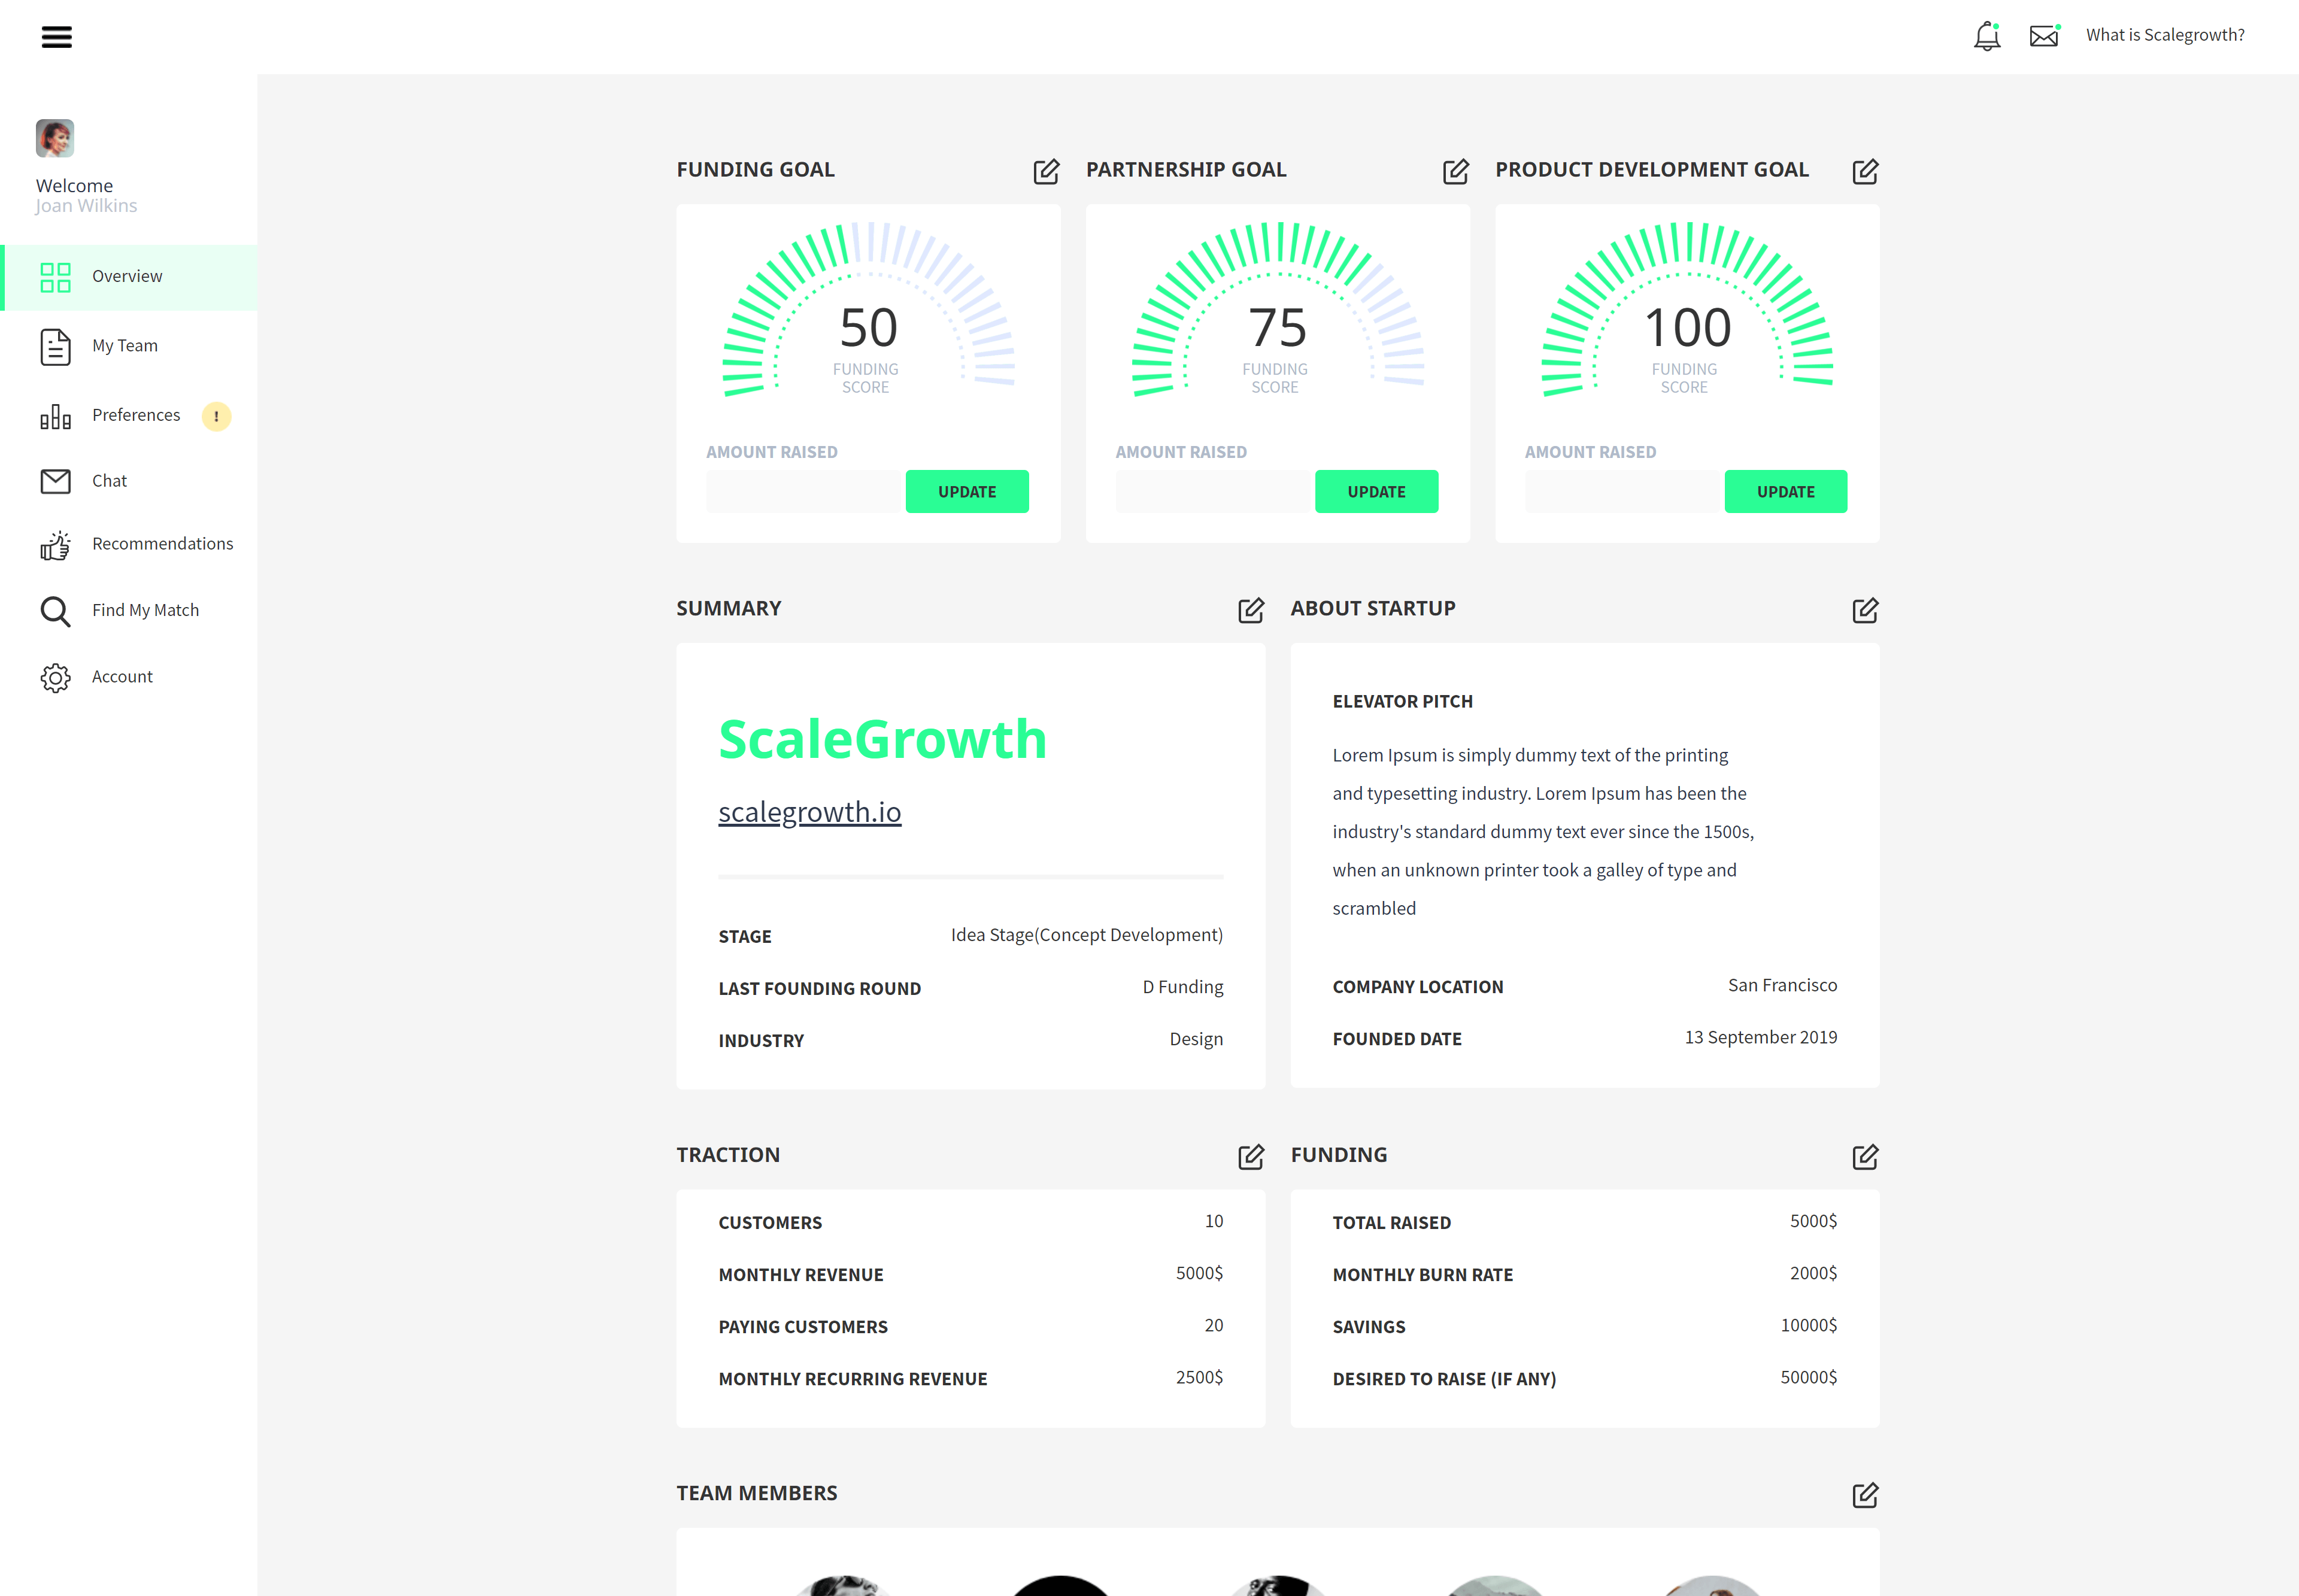 What is Scalegrowth?
Welcome
Joan Wilkins
Overview
My Team
Preferences
!
Chat
Recommendations
Find My Match
Account
FUNDING GOAL
50
FUNDING
SCORE
AMOUNT RAISED
UPDATE
PARTNERSHIP GOAL
75
FUNDING
SCORE
AMOUNT RAISED
UPDATE
PRODUCT DEVELOPMENT GOAL
100
FUNDING
SCORE
AMOUNT RAISED
UPDATE
SUMMARY
ScaleGrowth
scalegrowth.io
STAGE Idea Stage(Concept Development)
LAST FOUNDING ROUND D Funding
INDUSTRY Design
ABOUT STARTUP
ELEVATOR PITCH
Lorem Ipsum is simply dummy text of the printing
and typesetting industry. Lorem Ipsum has been the
industry's standard dummy text ever since the 1500s,
when an unknown printer took a galley of type and
scrambled
COMPANY LOCATION San Francisco
FOUNDED DATE 13 September 2019
TRACTION
CUSTOMERS 10
MONTHLY REVENUE 5000$
PAYING CUSTOMERS 20
MONTHLY RECURRING REVENUE 2500$
FUNDING
TOTAL RAISED 5000$
MONTHLY BURN RATE 2000$
SAVINGS 10000$
DESIRED TO RAISE (IF ANY) 50000$
TEAM MEMBERS